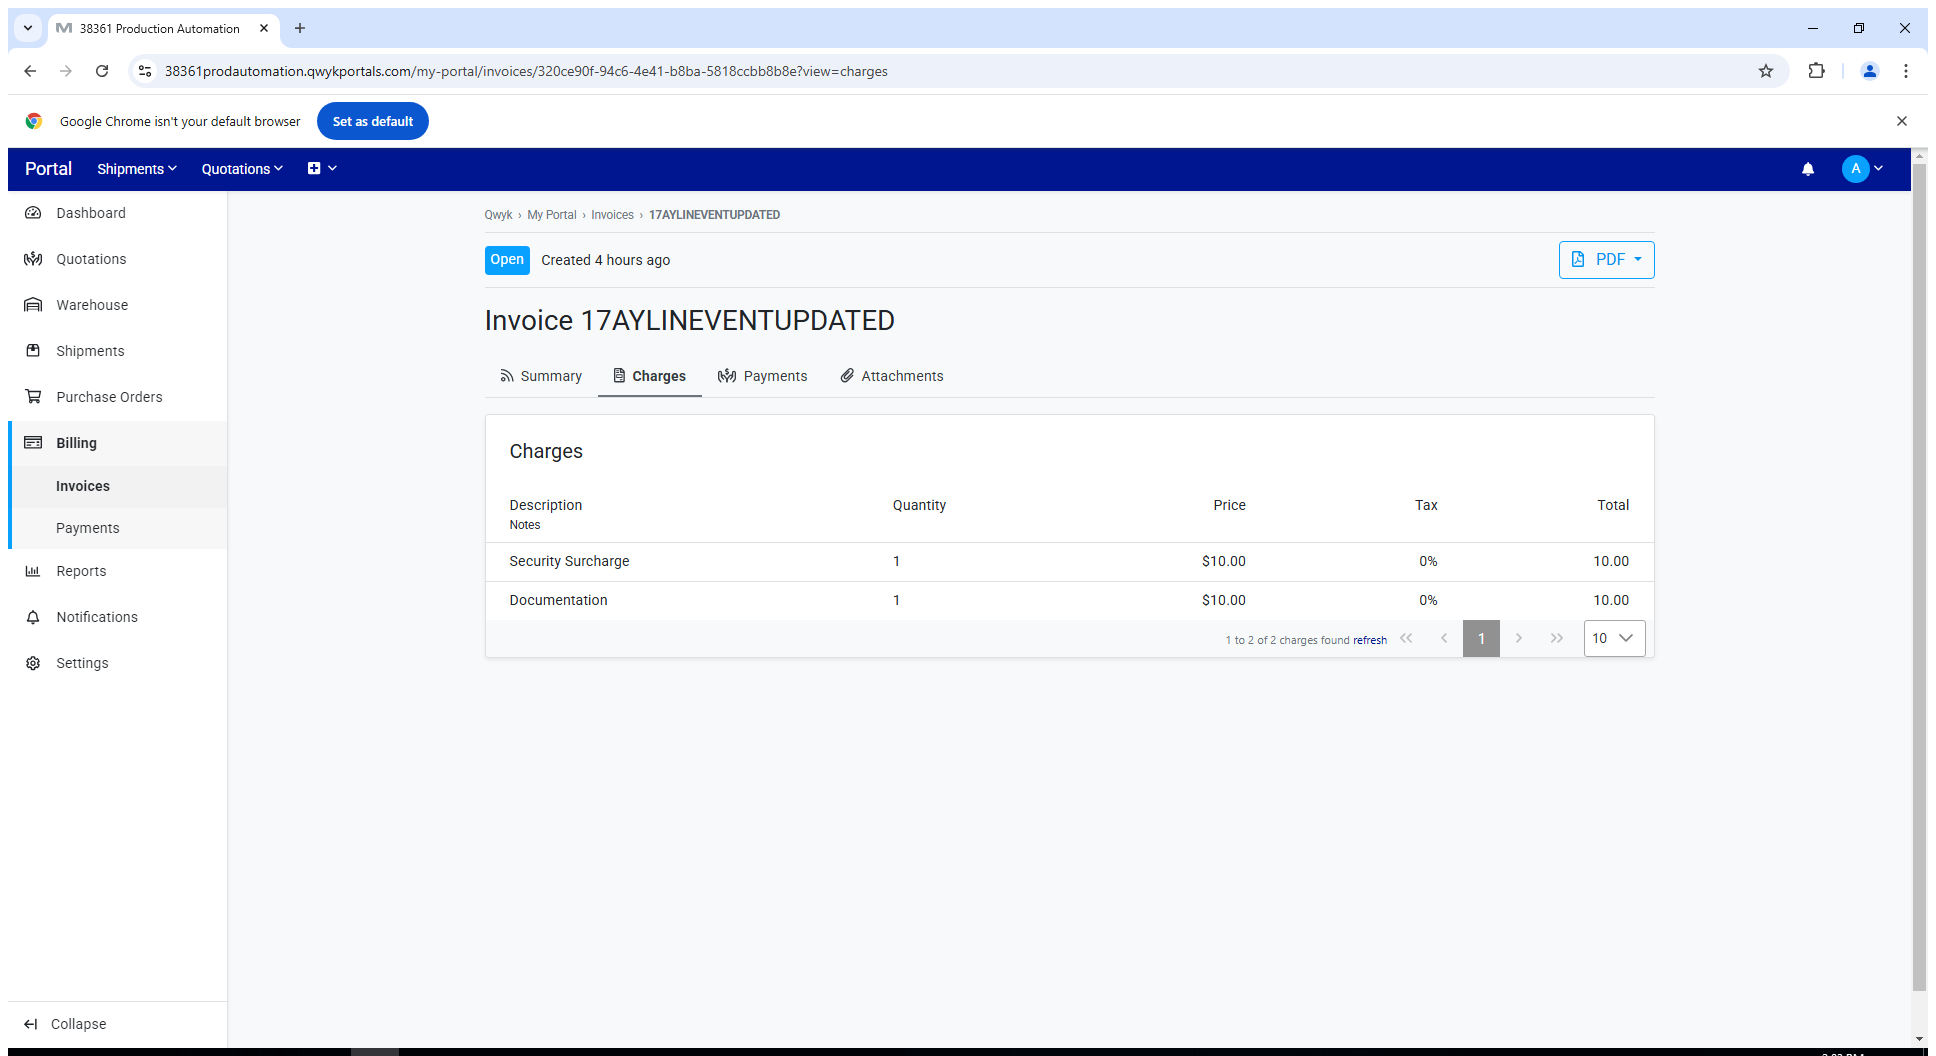 38361 Production Automation
38361prodautomation.qwykportals.com/my-portal/invoices/320ce90f-94c6-4e41-b8ba-5818ccbb8b8e?view=charges
Google Chrome isn't your default browser
Set as default
Portal
Shipments
Quotations
A
Dashboard
Quotations
Warehouse
Shipments
Purchase Orders
Billing
Invoices
Payments
Reports
Notifications
Settings
Collapse
Qwyk › My Portal › Invoices › 17AYLINEVENTUPDATED
Open Created 4 hours ago
PDF
Invoice 17AYLINEVENTUPDATED
Summary Charges Payments Attachments
Charges
Description Quantity Price Tax Total
Notes
Security Surcharge 1 $10.00 0% 10.00
Documentation 1 $10.00 0% 10.00
1 to 2 of 2 charges found refresh 1 10